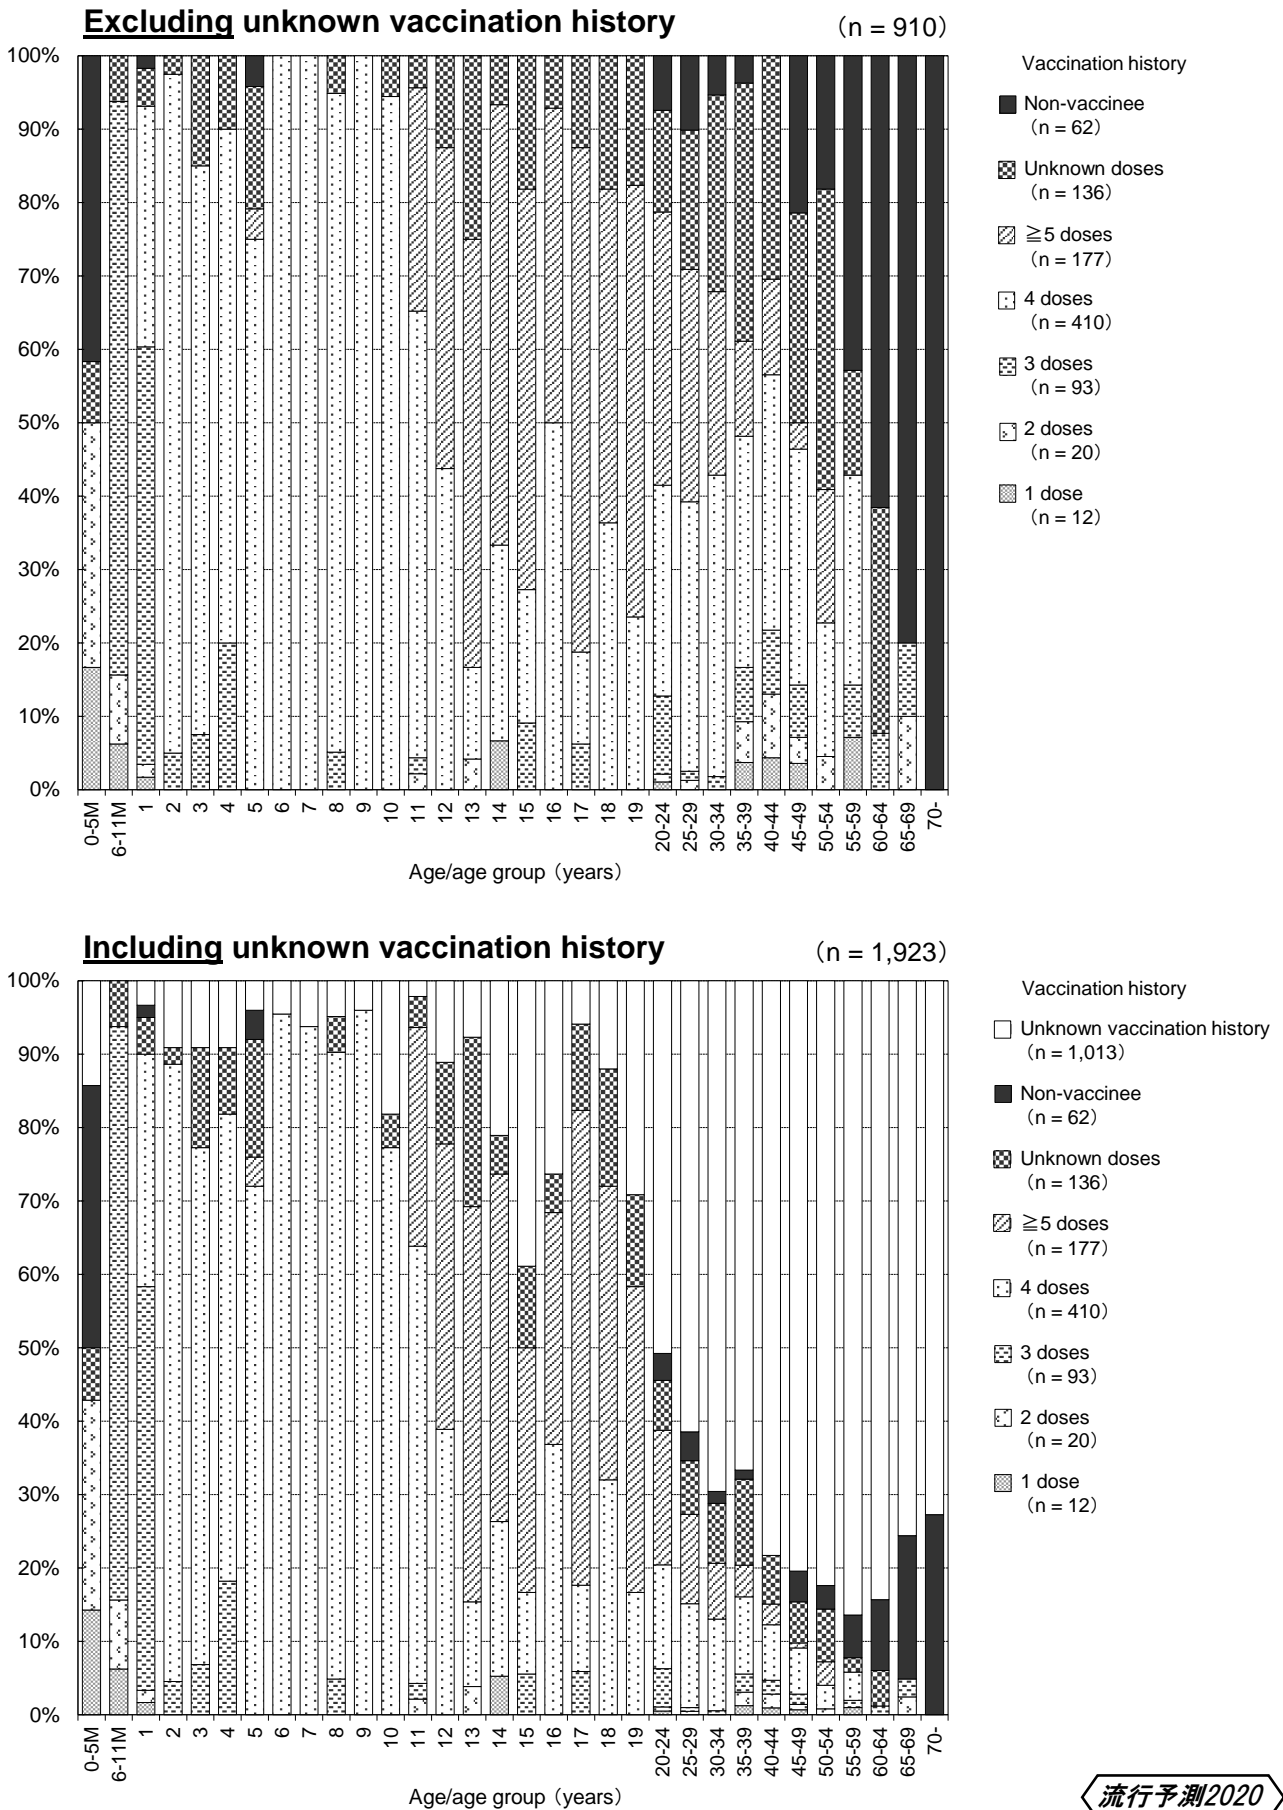 Excluding unknown vaccination history
（n = 910）
100%
90%
80%
70%
60%
50%
40%
30%
20%
10%
0%
0-5M
6-11M
1
2
3
4
5
6
7
8
9
10
11
12
13
14
15
16
17
18
19
20-24
25-29
30-34
35-39
40-44
45-49
50-54
55-59
60-64
65-69
70-
Age/age group（years）
Vaccination history
Non-vaccinee
（n = 62）
Unknown doses
（n = 136）
≧5 doses
（n = 177）
4 doses
（n = 410）
3 doses
（n = 93）
2 doses
（n = 20）
1 dose
（n = 12）
Including unknown vaccination history
（n = 1,923）
100%
90%
80%
70%
60%
50%
40%
30%
20%
10%
0%
0-5M
6-11M
1
2
3
4
5
6
7
8
9
10
11
12
13
14
15
16
17
18
19
20-24
25-29
30-34
35-39
40-44
45-49
50-54
55-59
60-64
65-69
70-
Age/age group（years）
Vaccination history
Unknown vaccination history
（n = 1,013）
Non-vaccinee
（n = 62）
Unknown doses
（n = 136）
≧5 doses
（n = 177）
4 doses
（n = 410）
3 doses
（n = 93）
2 doses
（n = 20）
1 dose
（n = 12）
流行予測2020